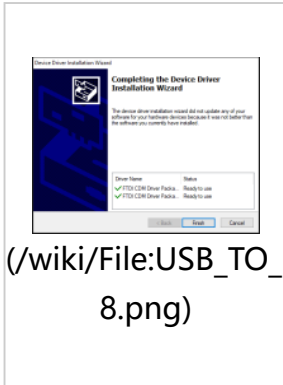 Device Driver Installation Wizard
Completing the Device Driver
Installation Wizard
The device driver installation wizard did not update any of your
software for your hardware devices because it was not better than
the software you currently have installed.
Driver Name Status
FTDI CDM Driver Packa... Ready to use
FTDI CDM Driver Packa... Ready to use
< Back Finish Cancel
(/wiki/File:USB_TO_
8.png)